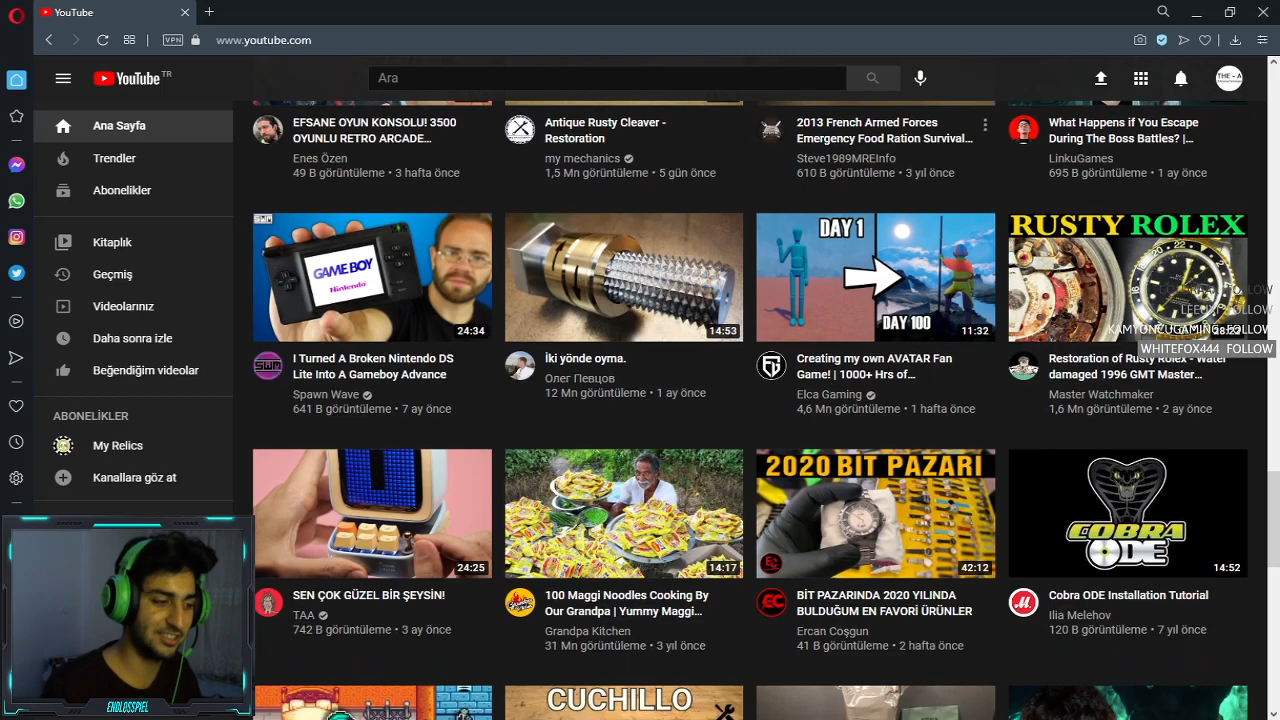 YouTube
VPN
www.youtube.com
YouTube TR
Ara
THE - A
Ana Sayfa
Trendler
Abonelikler
Kitaplık
Geçmiş
Videolarınız
Daha sonra izle
Beğendiğim videolar
ABONELİKLER
My Relics
Kanallara göz at
EFSANE OYUN KONSOLU! 3500
OYUNLU RETRO ARCADE...
Enes Özen
49 B görüntüleme • 3 hafta önce
Antique Rusty Cleaver -
Restoration
my mechanics
1,5 Mn görüntüleme • 5 gün önce
2013 French Armed Forces
Emergency Food Ration Survival...
Steve1989MREInfo
610 B görüntüleme • 3 yıl önce
What Happens if You Escape
During The Boss Battles? |...
LinkuGames
695 B görüntüleme • 1 ay önce
SWM
GAME BOY
Nintendo
24:34
I Turned A Broken Nintendo DS
Lite Into A Gameboy Advance
Spawn Wave
641 B görüntüleme • 7 ay önce
14:53
İki yönde oyma.
Олег Певцов
12 Mn görüntüleme • 1 ay önce
DAY 1
DAY 100
11:32
Creating my own AVATAR Fan
Game! | 1000+ Hrs of...
Elca Gaming
4,6 Mn görüntüleme • 1 hafta önce
RUSTY ROLEX
FOLLOW
FOLLOW
KAMYUNCUGAMING FOLLOW
WHITEFOX444 FOLLOW
Restoration of Rusty Rolex - Water
damaged 1996 GMT Master...
Master Watchmaker
1,6 Mn görüntüleme • 2 ay önce
24:25
SEN ÇOK GÜZEL BİR ŞEYSİN!
TAA
742 B görüntüleme • 3 ay önce
14:17
100 Maggi Noodles Cooking By
Our Grandpa | Yummy Maggi...
Grandpa Kitchen
31 Mn görüntüleme • 3 yıl önce
2020 BİT PAZARI
EC
42:12
EC
BİT PAZARINDA 2020 YILINDA
BULDUĞUM EN FAVORİ ÜRÜNLER
Ercan Coşgun
41 B görüntüleme • 2 hafta önce
COBRA
ODE
14:52
Cobra ODE Installation Tutorial
Ilia Melehov
120 B görüntüleme • 7 yıl önce
CUCHILLO
ENDLOSSPIEL